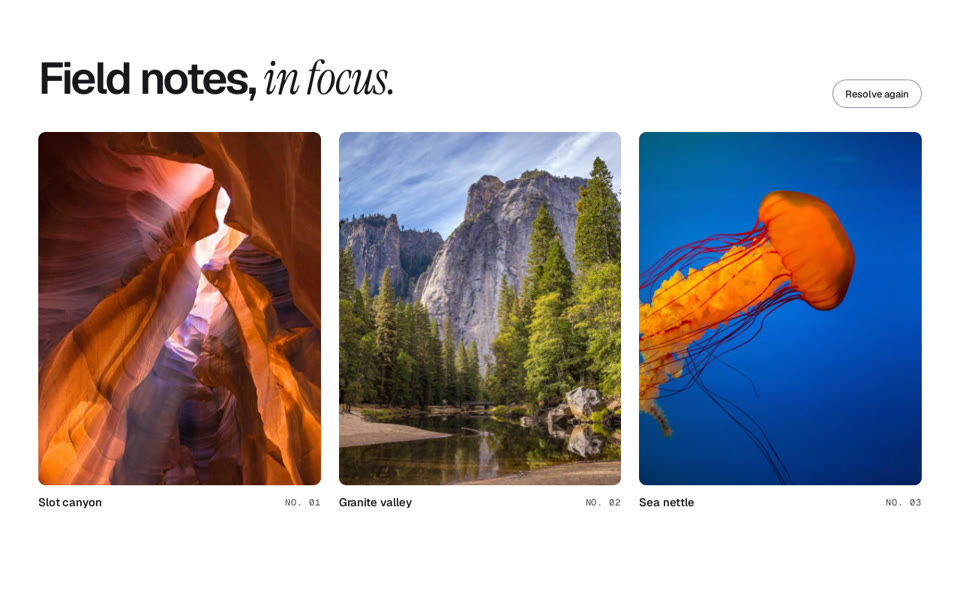 Field notes, in focus.
Resolve again
Slot canyon NO. 01
Granite valley NO. 02
Sea nettle NO. 03